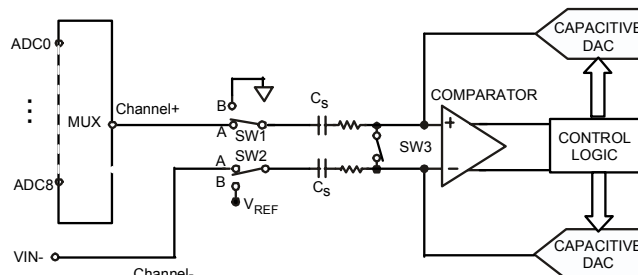 CAPACITIVE
DAC
ADC0
B
COMPARATOR
Channel+
Cs
MUX
A
SW1
+
SW3
CONTROL
LOGIC
A
SW2
−
B
Cs
ADC8
VREF
VIN-
CAPACITIVE
DAC
Channel-